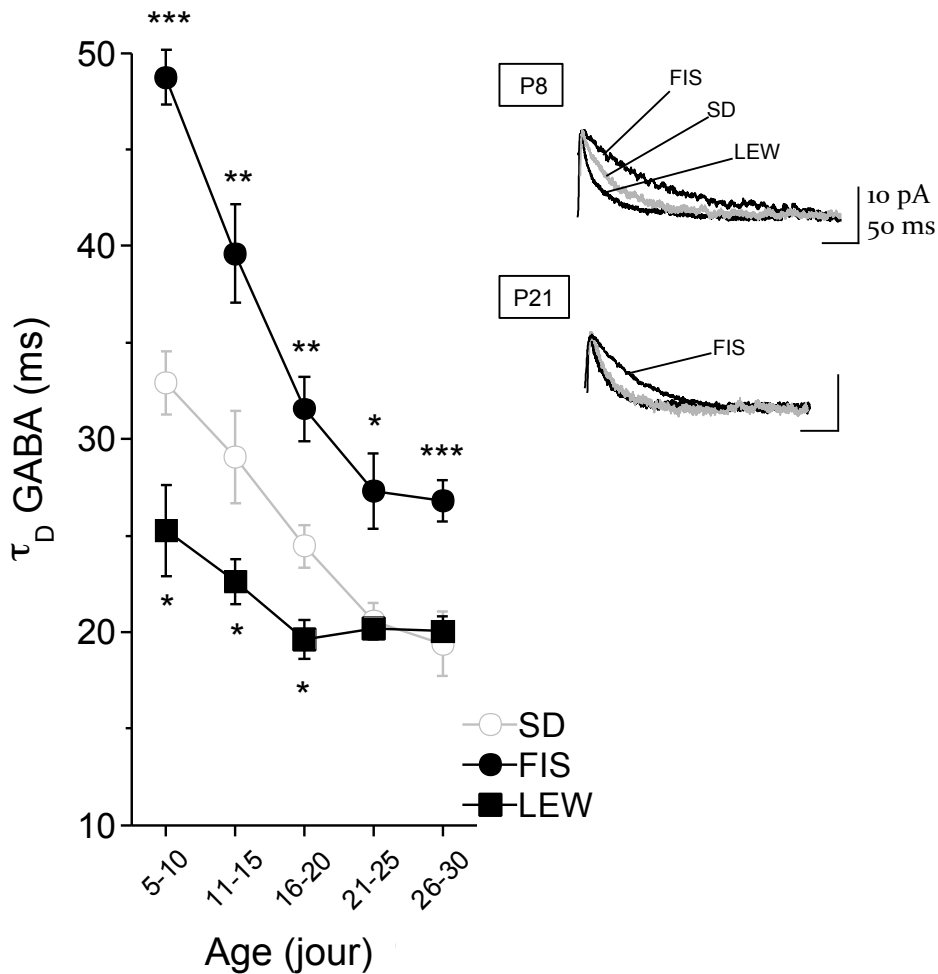 ***
50
**
40
**
*
***
30
*
*
20
*
10
τD GABA (ms)
5-10
11-15
16-20
21-25
26-30
Age (jour)
SD
FIS
LEW
P8
FIS
SD
LEW
10 pA
50 ms
P21
FIS